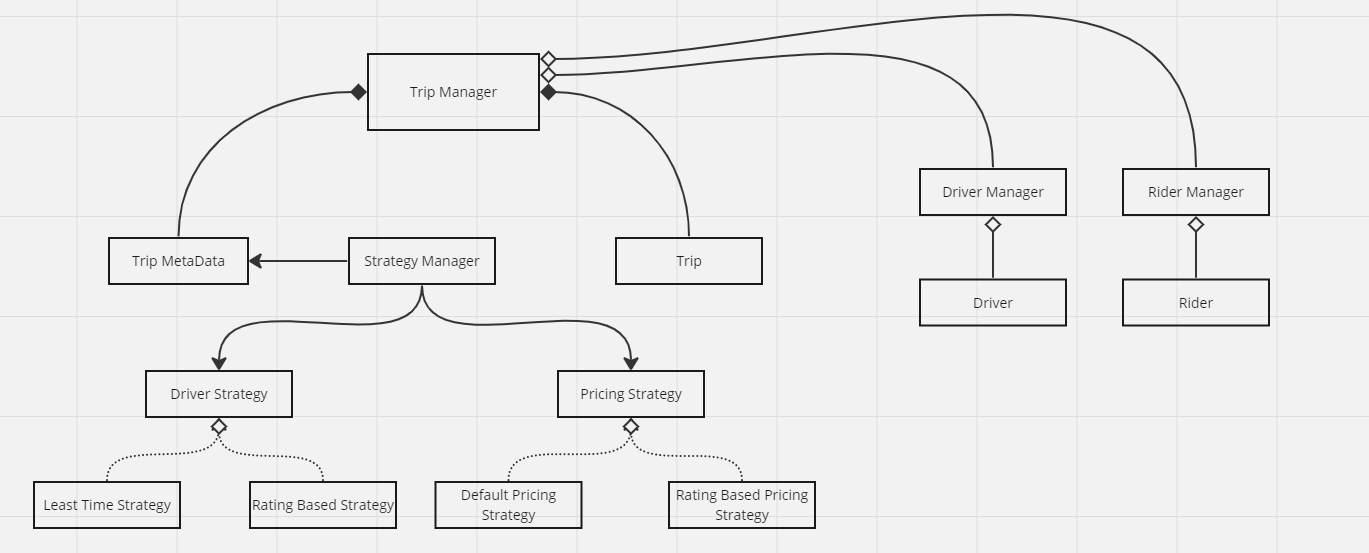 Trip Manager
Driver Manager
Rider Manager
Trip MetaData
Strategy Manager
Trip
Driver
Rider
Driver Strategy
Pricing Strategy
Least Time Strategy
Rating Based Strategy
Default Pricing
Strategy
Rating Based Pricing
Strategy